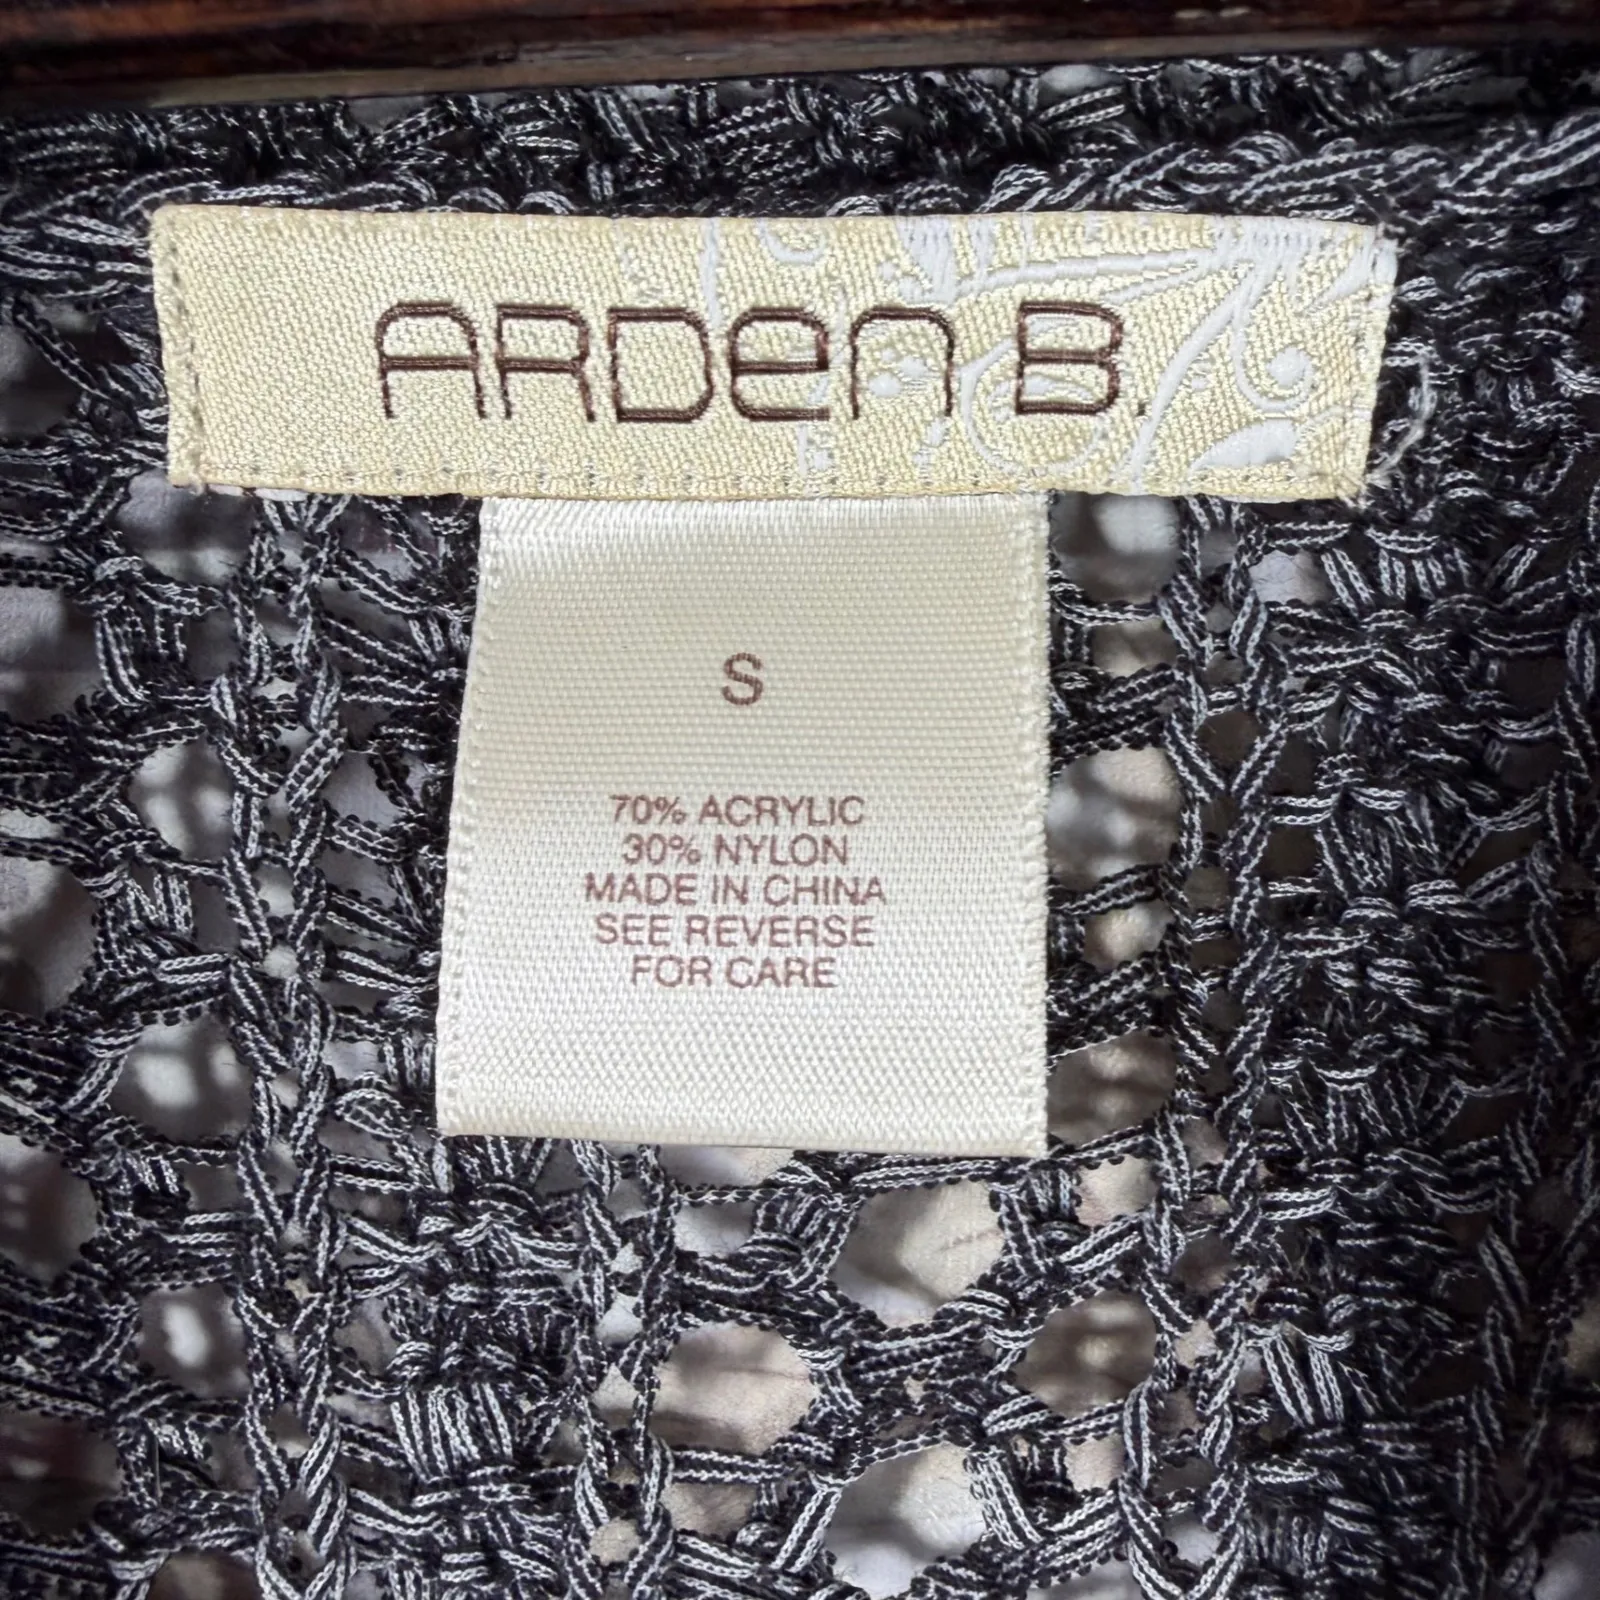 ARDEN B.
S
70% ACRYLIC
30% NYLON
MADE IN CHINA
SEE REVERSE
FOR CARE